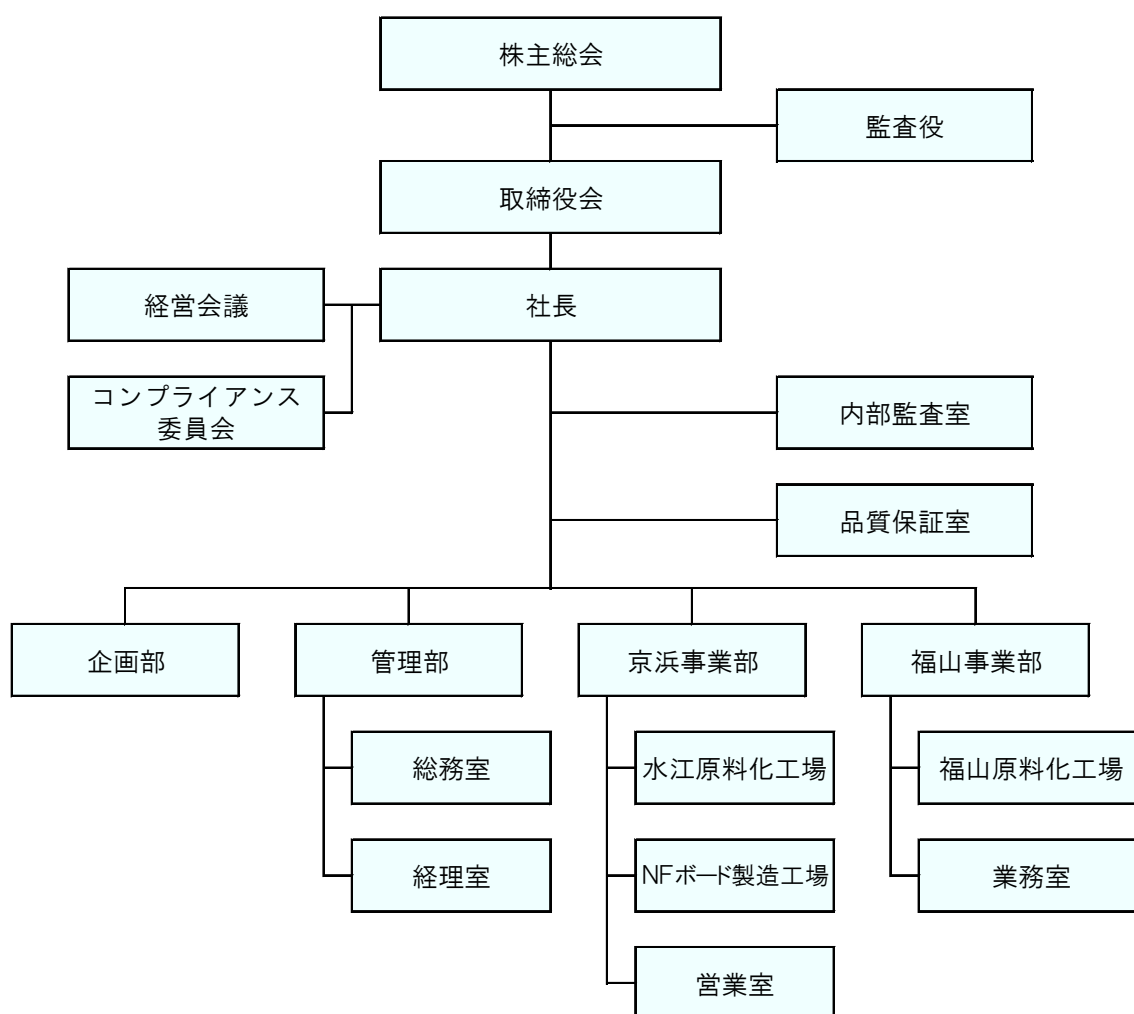 株主総会
監査役
取締役会
経営会議
社長
コンプライアンス
委員会
内部監査室
品質保証室
企画部
管理部
京浜事業部
福山事業部
総務室
水江原料化工場
福山原料化工場
経理室
NFボード製造工場
業務室
営業室